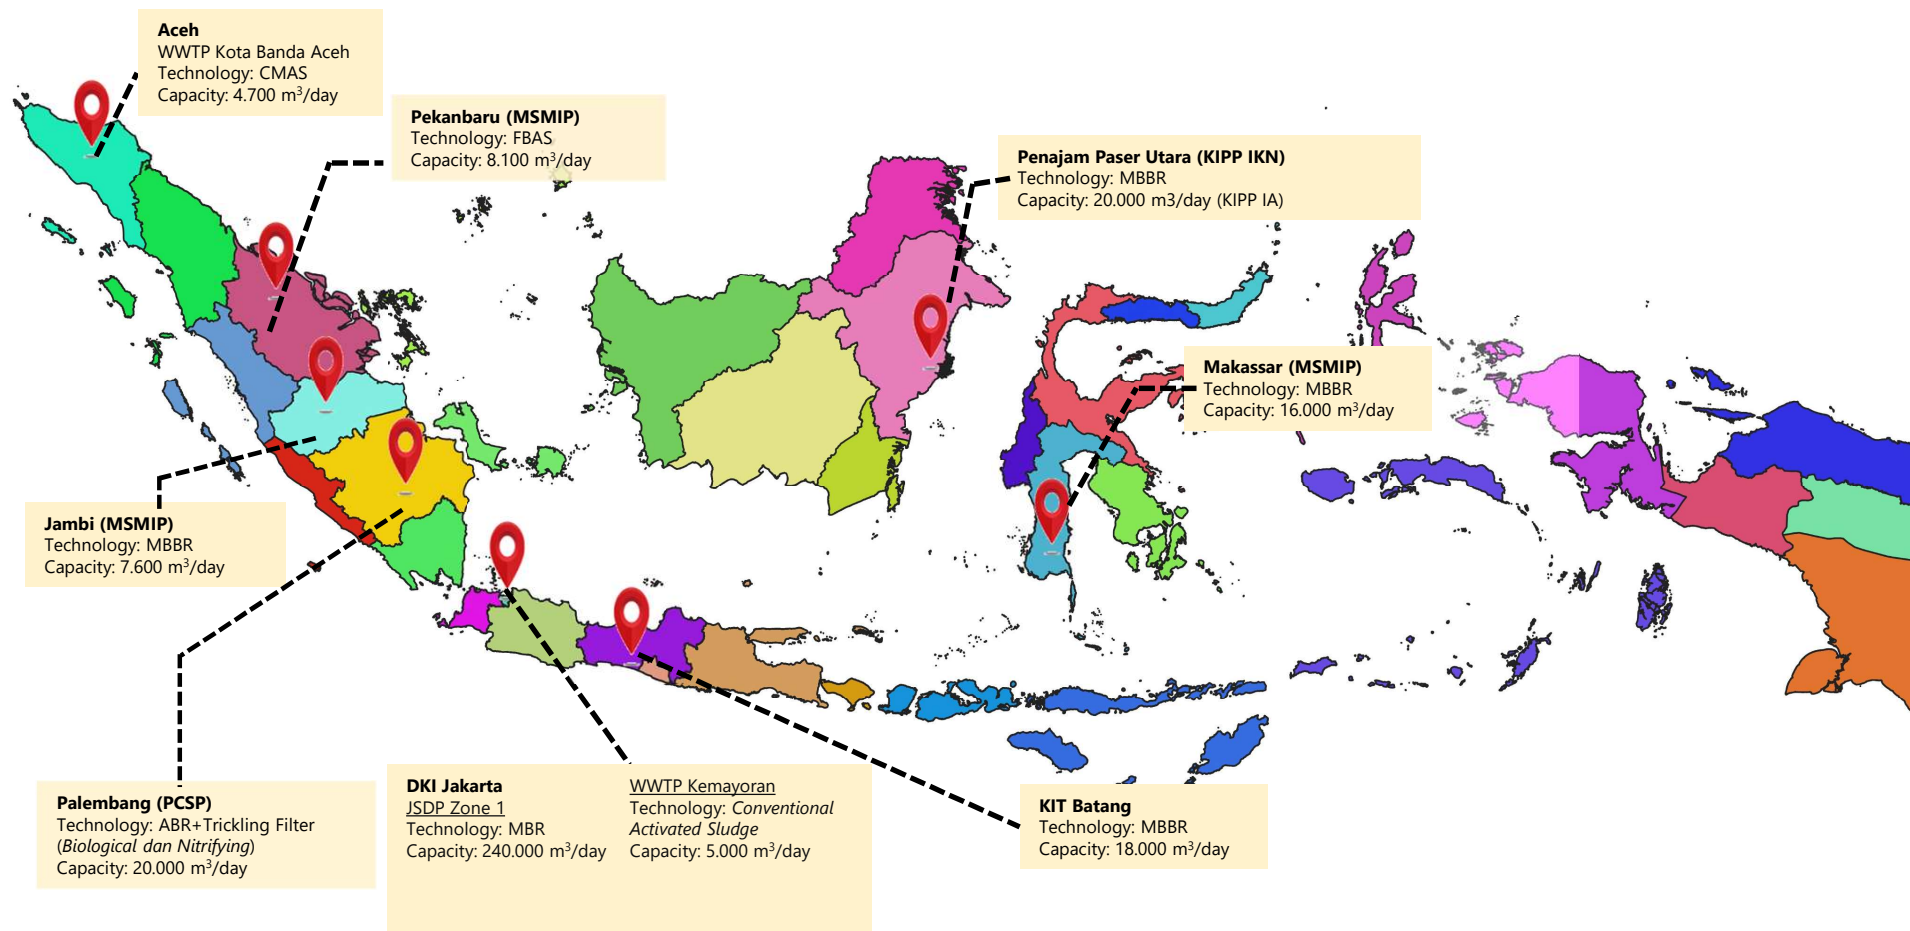 Aceh
WWTP Kota Banda Aceh
Technology: CMAS
Capacity: 4.700 m³/day
Pekanbaru (MSMIP)
Technology: FBAS
Capacity: 8.100 m³/day
Penajam Paser Utara (KIPP IKN)
Technology: MBBR
Capacity: 20.000 m3/day (KIPP IA)
Makassar (MSMIP)
Technology: MBBR
Capacity: 16.000 m³/day
Jambi (MSMIP)
Technology: MBBR
Capacity: 7.600 m³/day
Palembang (PCSP)
Technology: ABR+Trickling Filter
(Biological dan Nitrifying)
Capacity: 20.000 m³/day
DKI Jakarta
JSDP Zone 1
Technology: MBR
Capacity: 240.000 m³/day
WWTP Kemayoran
Technology: Conventional
Activated Sludge
Capacity: 5.000 m³/day
KIT Batang
Technology: MBBR
Capacity: 18.000 m³/day